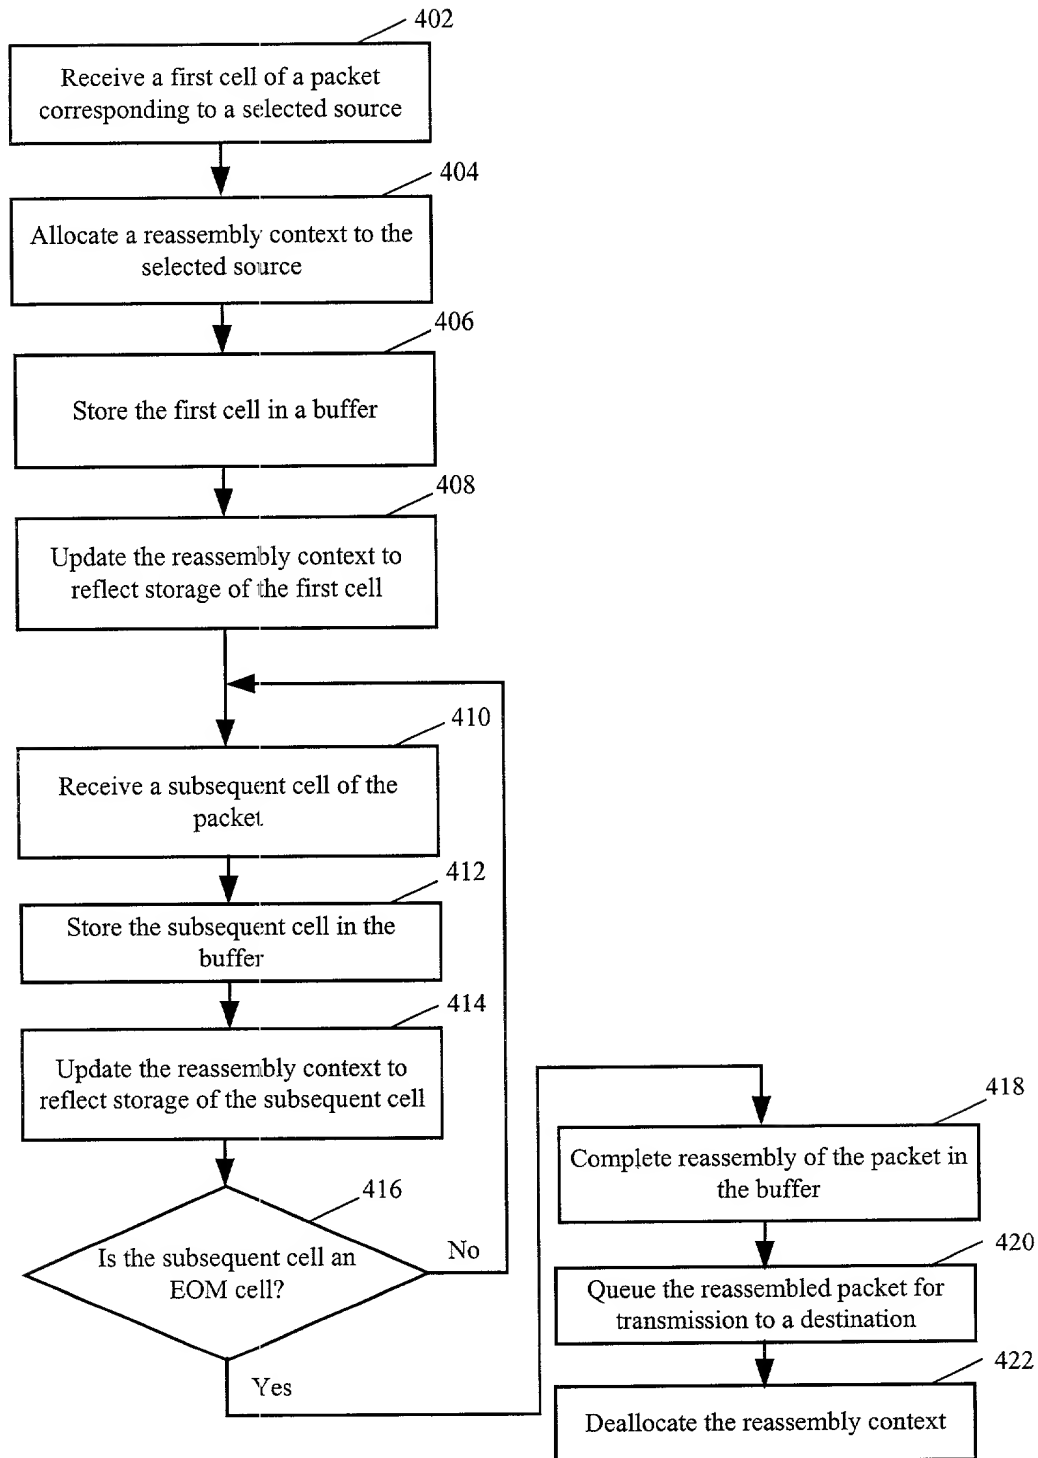 402
Receive a first cell of a packet
corresponding to a selected source
404
Allocate a reassembly context to the
selected source
406
Store the first cell in a buffer
408
Update the reassembly context to
reflect storage of the first cell
410
Receive a subsequent cell of the
packet
412
Store the subsequent cell in the
buffer
414
Update the reassembly context to
reflect storage of the subsequent cell
416
Is the subsequent cell an
EOM cell?
No
Yes
418
Complete reassembly of the packet in
the buffer
420
Queue the reassembled packet for
transmission to a destination
422
Deallocate the reassembly context